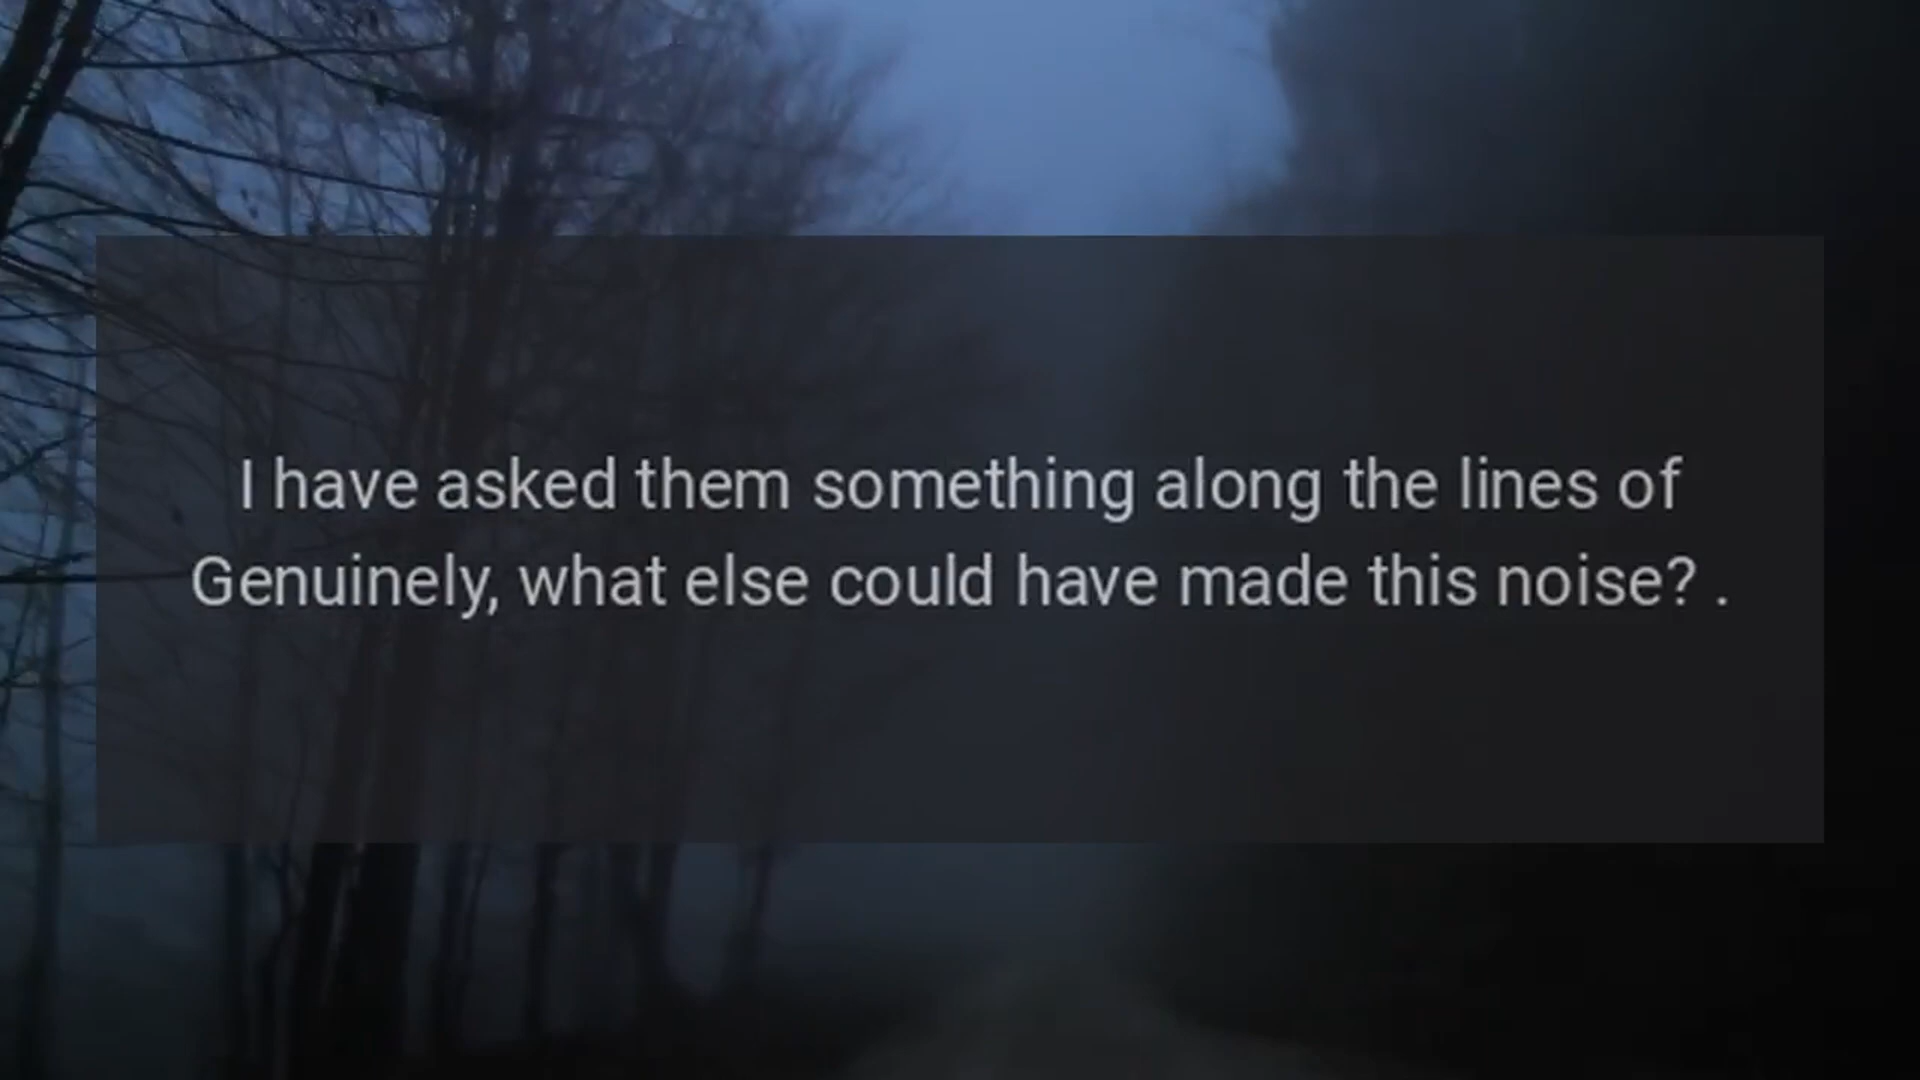 I have asked them something along the lines of
Genuinely, what else could have made this noise? .